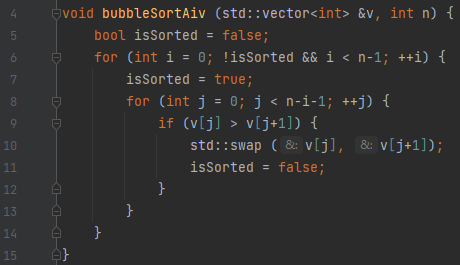 4 void bubbleSortAiv (std::vector<int> &v, int n) {
5     bool isSorted = false;
6     for (int i = 0; !isSorted && i < n-1; ++i) {
7         isSorted = true;
8         for (int j = 0; j < n-i-1; ++j) {
9             if (v[j] > v[j+1]) {
10                 std::swap ( &: v[j], &: v[j+1]);
11                 isSorted = false;
12             }
13         }
14     }
15 }